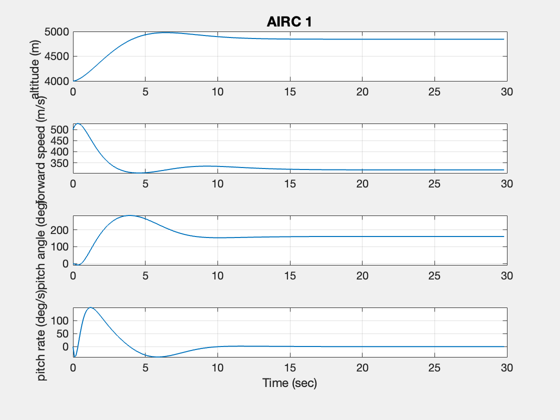 AIRC 1
altitude (m)
5000
4000
0 5 10 15 20 25 30
forward speed (m/s)
500
450
400
350
0 5 10 15 20 25 30
pitch angle (deg)
200
100
0
0 5 10 15 20 25 30
pitch rate (deg/s)
100
50
0
0 5 10 15 20 25 30
Time (sec)